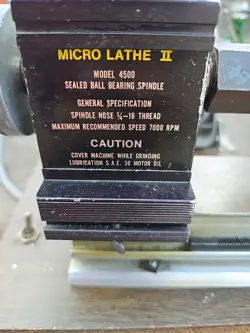 MICRO LATHE II
MODEL 4500
SEALED BALL BEARING SPINDLE
GENERAL SPECIFICATION
SPINDLE NOSE ¾-16 THREAD
MAXIMUM RECOMMENDED SPEED 7000 RPM
CAUTION
COVER MACHINE WHILE GRINDING
LUBRICATION S.A.E. 30 MOTOR OIL